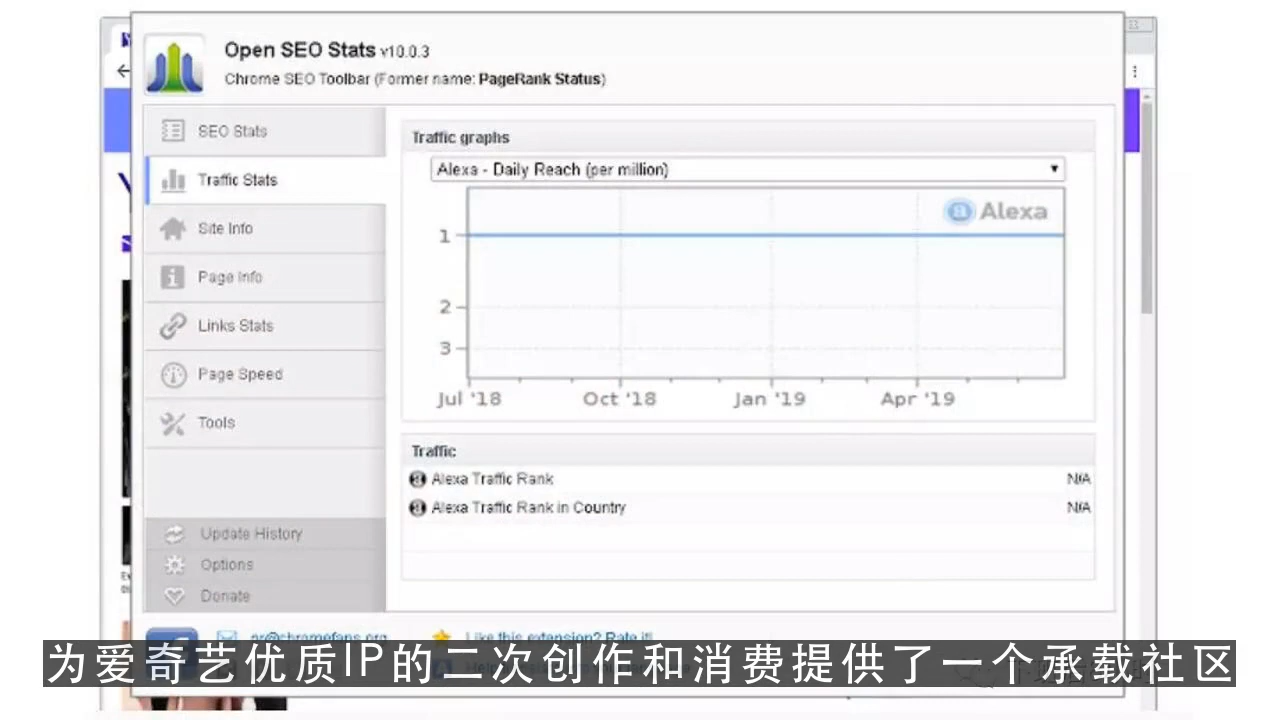 Open SEO Stats v10.0.3
Chrome SEO Toolbar (Former name: PageRank Status)
SEO Stats
Traffic Stats
Site Info
Page Info
Links Stats
Page Speed
Tools
Update History
Options
Donate
Traffic graphs
Alexa - Daily Reach (per million)
Alexa
1
2
3
Jul '18
Oct '18
Jan '19
Apr '19
Traffic
Alexa Traffic Rank N/A
Alexa Traffic Rank in Country N/A
pr@chromefans.org
Like this extension? Rate it!
为爱奇艺优质IP的二次创作和消费提供了一个承载社区